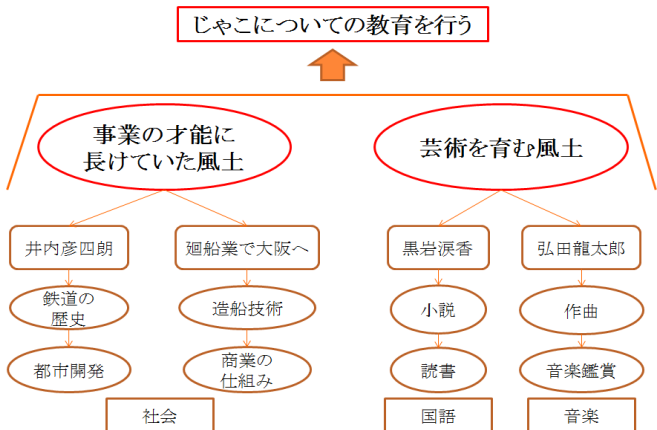 じゃこについての教育を行う
事業の才能に
長けていた風土
芸術を育む風土
井内彦四朗
廻船業で大阪へ
黒岩涙香
弘田龍太郎
鉄道の
歴史
造船技術
小説
作曲
都市開発
商業の
仕組み
読書
音楽鑑賞
社会
国語
音楽